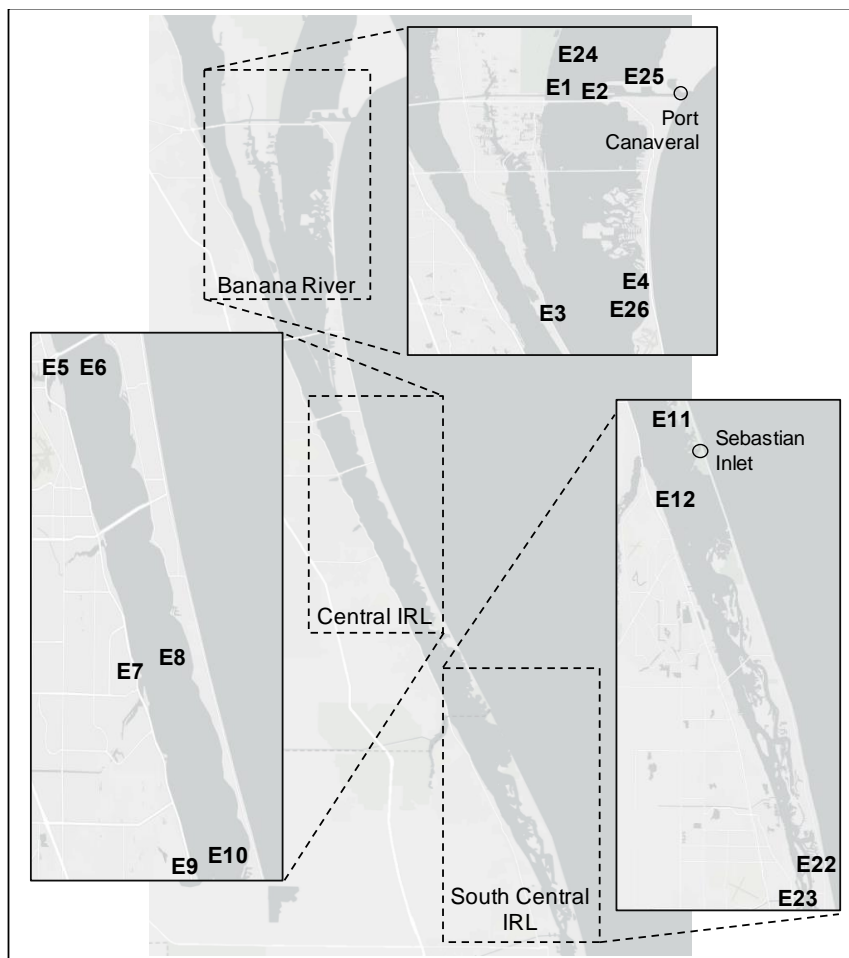 E24
E25
E1
E2
Port
Canaveral
E4
E3
E26
Banana River
E5
E6
E8
E7
E10
E9
Central IRL
E11
Sebastian
Inlet
E12
E22
E23
South Central
IRL